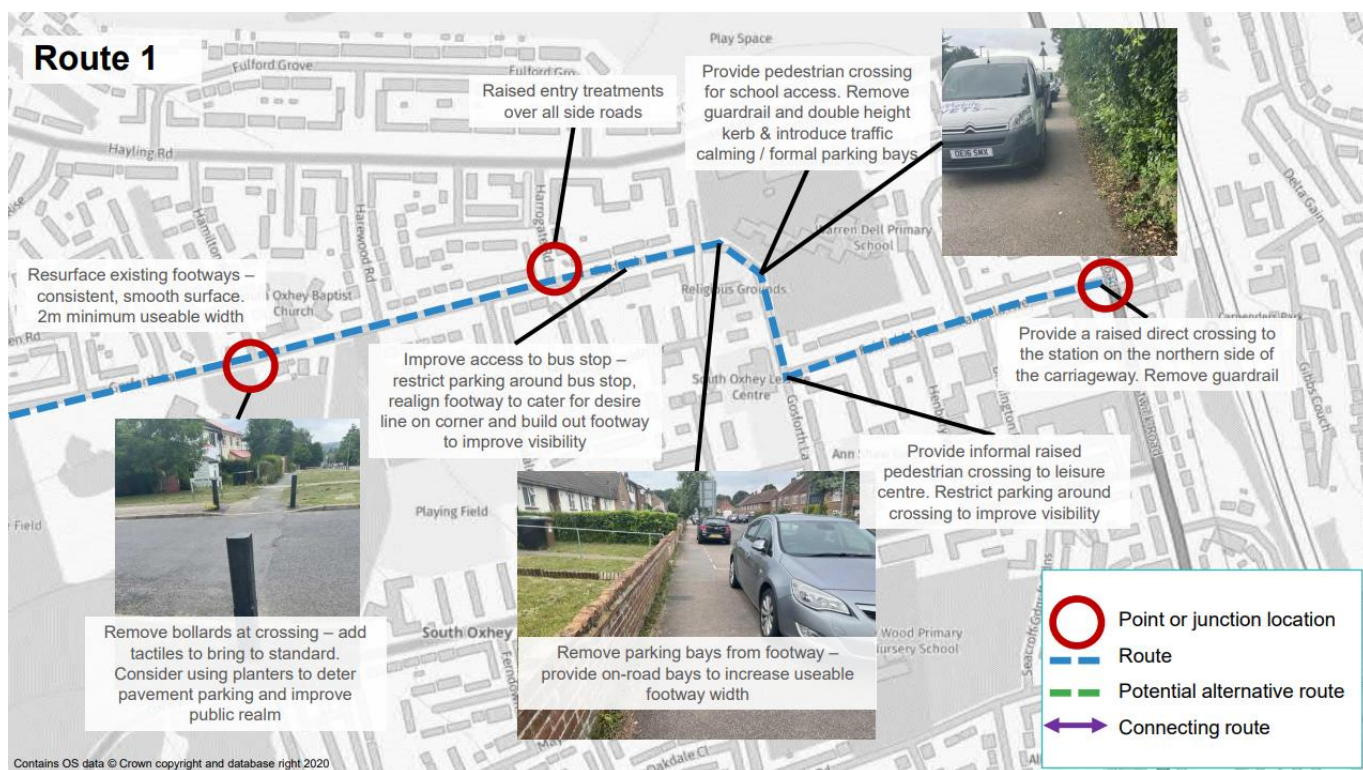 Route 1
Fulford Grove
Fulford Gro
Play Space
Hayling Rd
Raised entry treatments
over all side roads
Provide pedestrian crossing
for school access. Remove
guardrail and double height
kerb & introduce traffic
calming / formal parking bays
OE16 SMX
Delta Gain
Harrogate Rd
Harewood Rd
Hamilton
Warren Dell Primary
School
Resurface existing footways –
consistent, smooth surface.
2m minimum useable width
Oxhey Baptist
Church
Religious Grounds
Improve access to bus stop –
restrict parking around bus stop,
realign footway to cater for desire
line on corner and build out footway
to improve visibility
Provide a raised direct crossing to
the station on the northern side of
the carriageway. Remove guardrail
South Oxhey Leisure
Centre
Gosforth La
Gibbs Couch
Provide informal raised
pedestrian crossing to leisure
centre. Restrict parking around
crossing to improve visibility
Playing Field
Field
Remove bollards at crossing – add
tactiles to bring to standard.
Consider using planters to deter
pavement parking and improve
public realm
South Oxhey
Remove parking bays from footway –
provide on-road bays to increase useable
footway width
Wood Primary
Nursery School
Oakdale Cl
Point or junction location
Route
Potential alternative route
Connecting route
Contains OS data © Crown copyright and database right 2020